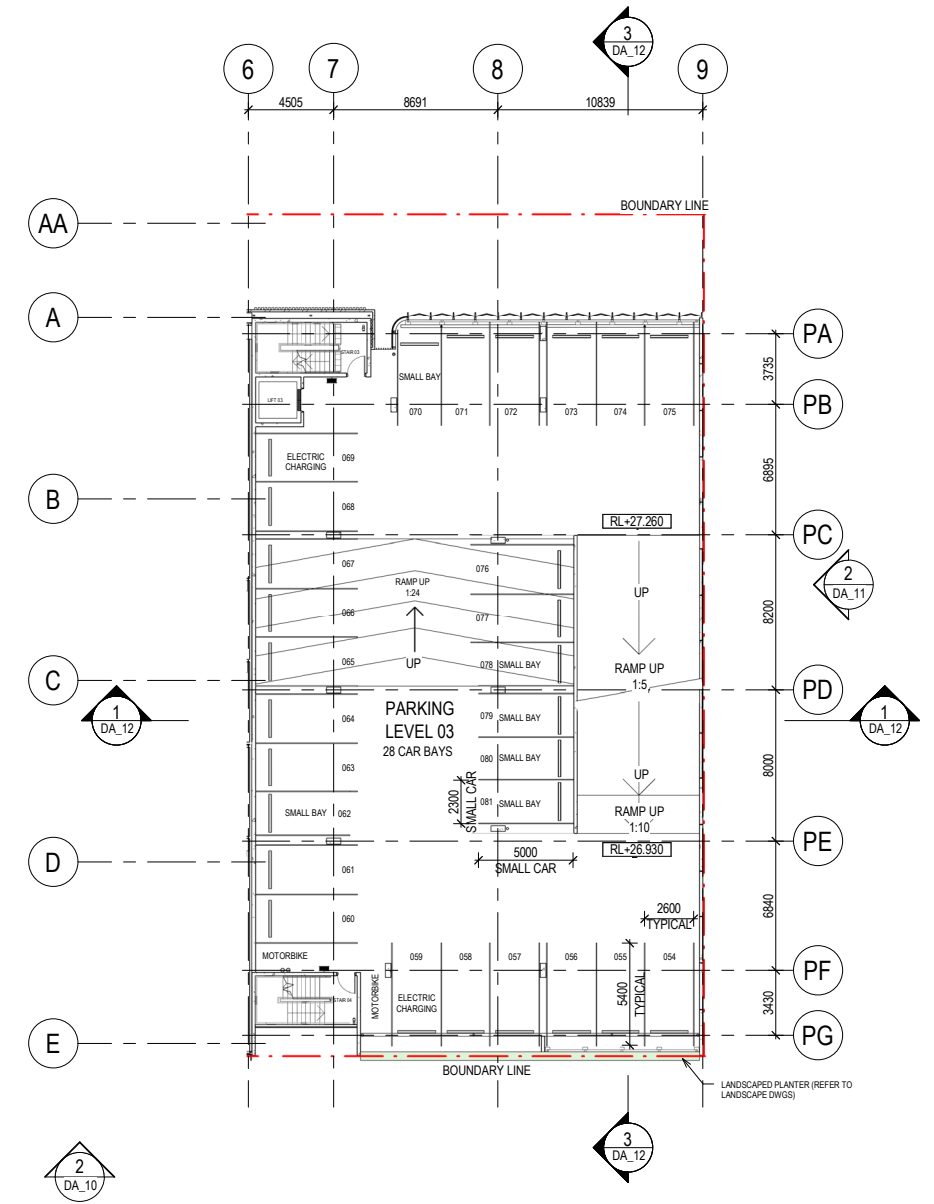 3
DA_12
6
7
8
9
4505
8691
10839
BOUNDARY LINE
AA
A
B
C
D
E
PA
PB
PC
PD
PE
PF
PG
3735
6895
8200
8000
6840
3430
STAIR 03
LIFT 03
SMALL BAY
070
071
072
073
074
075
ELECTRIC
CHARGING
069
068
RL+27.260
067
066
065
RAMP UP
1:24
UP
076
077
078 SMALL BAY
UP
RAMP UP
1:5
2
DA_11
1
DA_12
1
DA_12
PARKING
LEVEL 03
28 CAR BAYS
064
063
SMALL BAY 062
079 SMALL BAY
080 SMALL BAY
081 SMALL BAY
2300
SMALL CAR
UP
RAMP UP
1:10
RL+26.930
5000
SMALL CAR
061
060
2600
TYPICAL
MOTORBIKE
STAIR 04
MOTORBIKE
059
058
057
056
055
054
ELECTRIC
CHARGING
5400
TYPICAL
BOUNDARY LINE
LANDSCAPED PLANTER (REFER TO
LANDSCAPE DWGS)
3
DA_12
2
DA_10